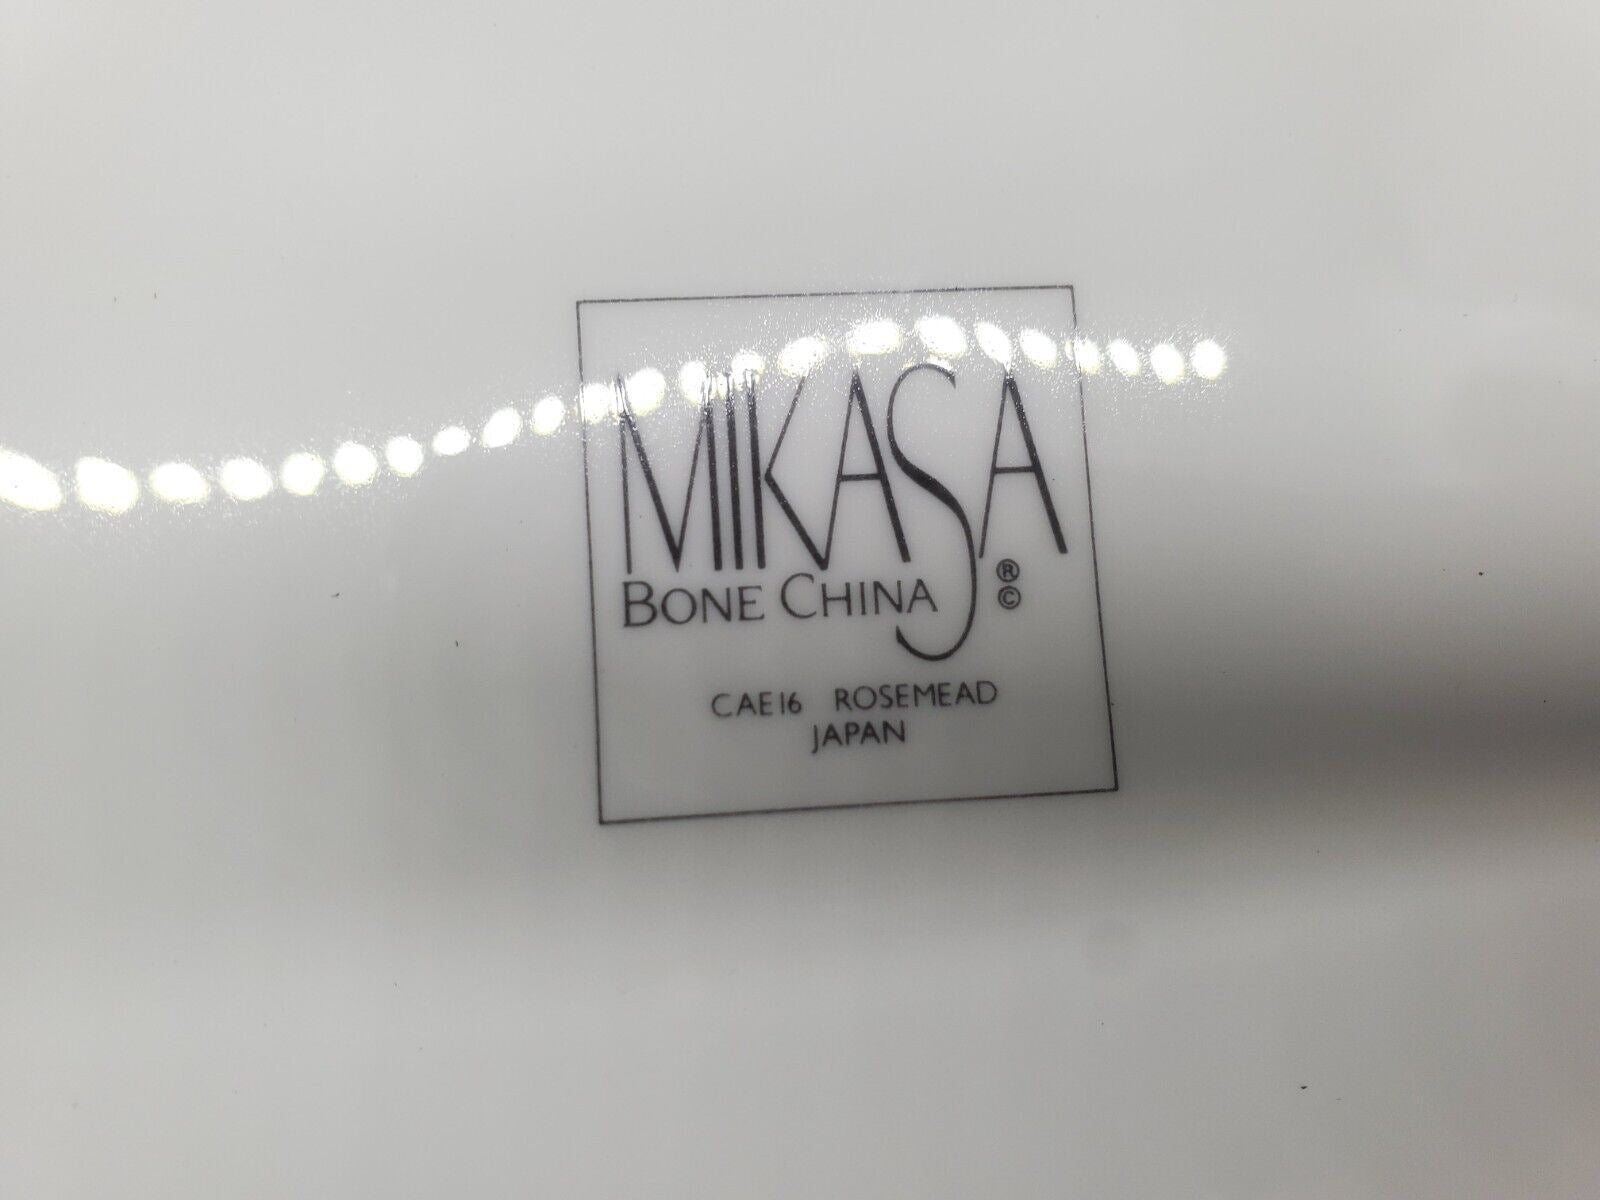 MIKASA
BONE CHINA ® ©
CAE16 ROSEMEAD
JAPAN